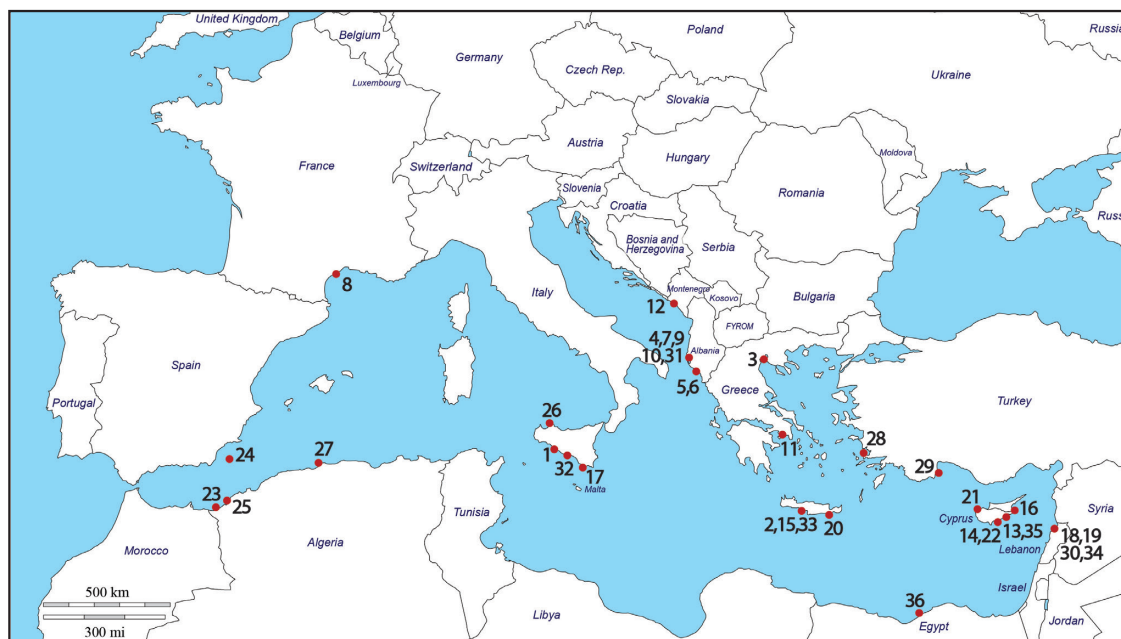 United Kingdom
Poland
Russia
Belgium
Germany
Czech Rep.
Ukraine
Luxembourg
Slovakia
Austria
Moldova
France
Switzerland
Hungary
Slovenia
Romania
Croatia
Russ
Bosnia and
Herzegovina
Serbia
8
Montenegro
Italy
Kosovo
Bulgaria
12
FYROM
4,7,9
10,31
Albania
3
Spain
5,6
Greece
Portugal
Turkey
26
24
27
1
32
11
28
17
29
Malta
23
25
21
16
Tunisia
2,15,33
20
Cyprus
14,22
13,35
Syria
Morocco
Algeria
Lebanon
18,19
30,34
500 km
Israel
36
300 mi
Libya
Egypt
Jordan